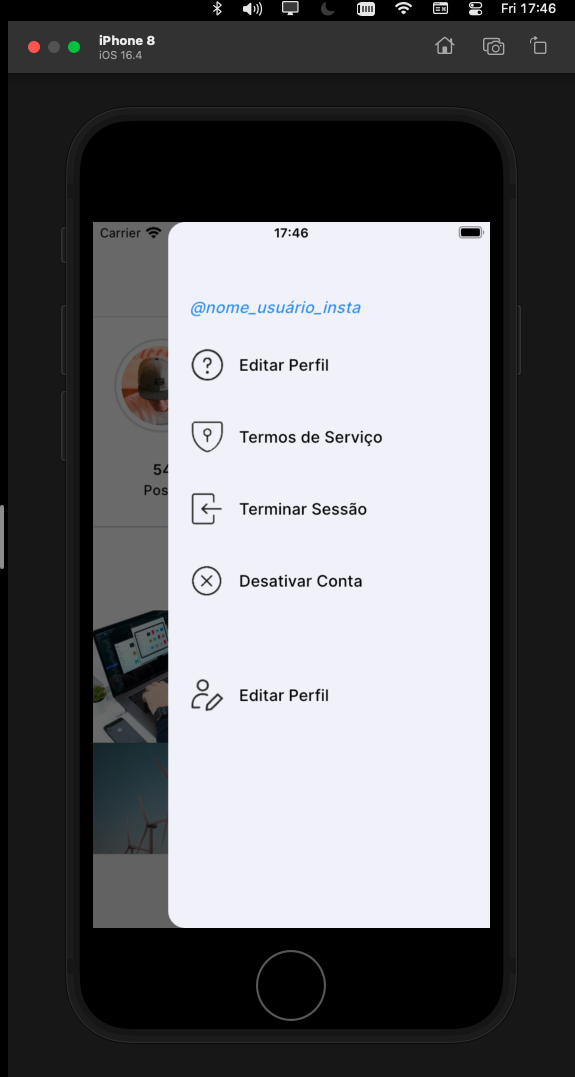 Fri 17:46
iPhone 8
iOS 16.4
Carrier 17:46
@nome_usuário_insta
Editar Perfil
Termos de Serviço
54
Pos
Terminar Sessão
Desativar Conta
Editar Perfil